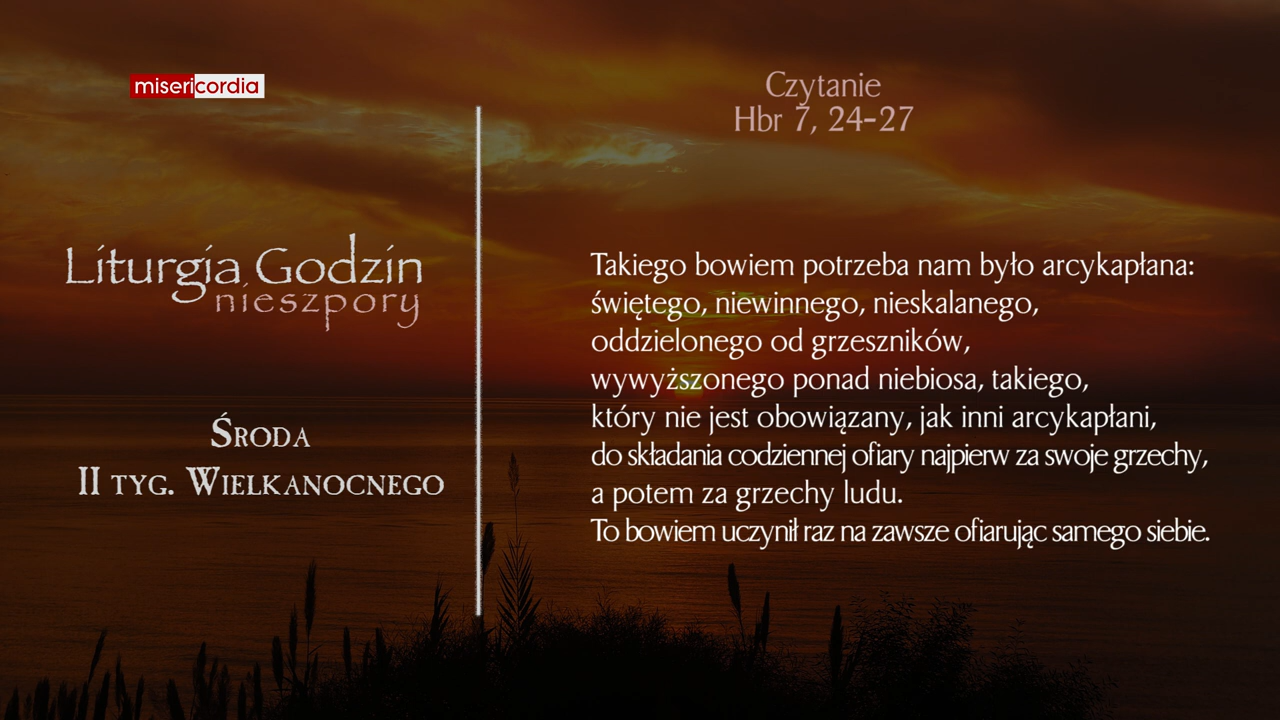 misericordia
Liturgia Godzin
nieszpory
Środa
II tyg. Wielkanocnego
Czytanie
Hbr 7, 24-27
Takiego bowiem potrzeba nam było arcykapłana:
świętego, niewinnego, nieskalanego,
oddzielonego od grzeszników,
wywyższonego ponad niebiosa, takiego,
który nie jest obowiązany, jak inni arcykapłani,
do składania codziennej ofiary najpierw za swoje grzechy,
a potem za grzechy ludu.
To bowiem uczynił raz na zawsze ofiarując samego siebie.